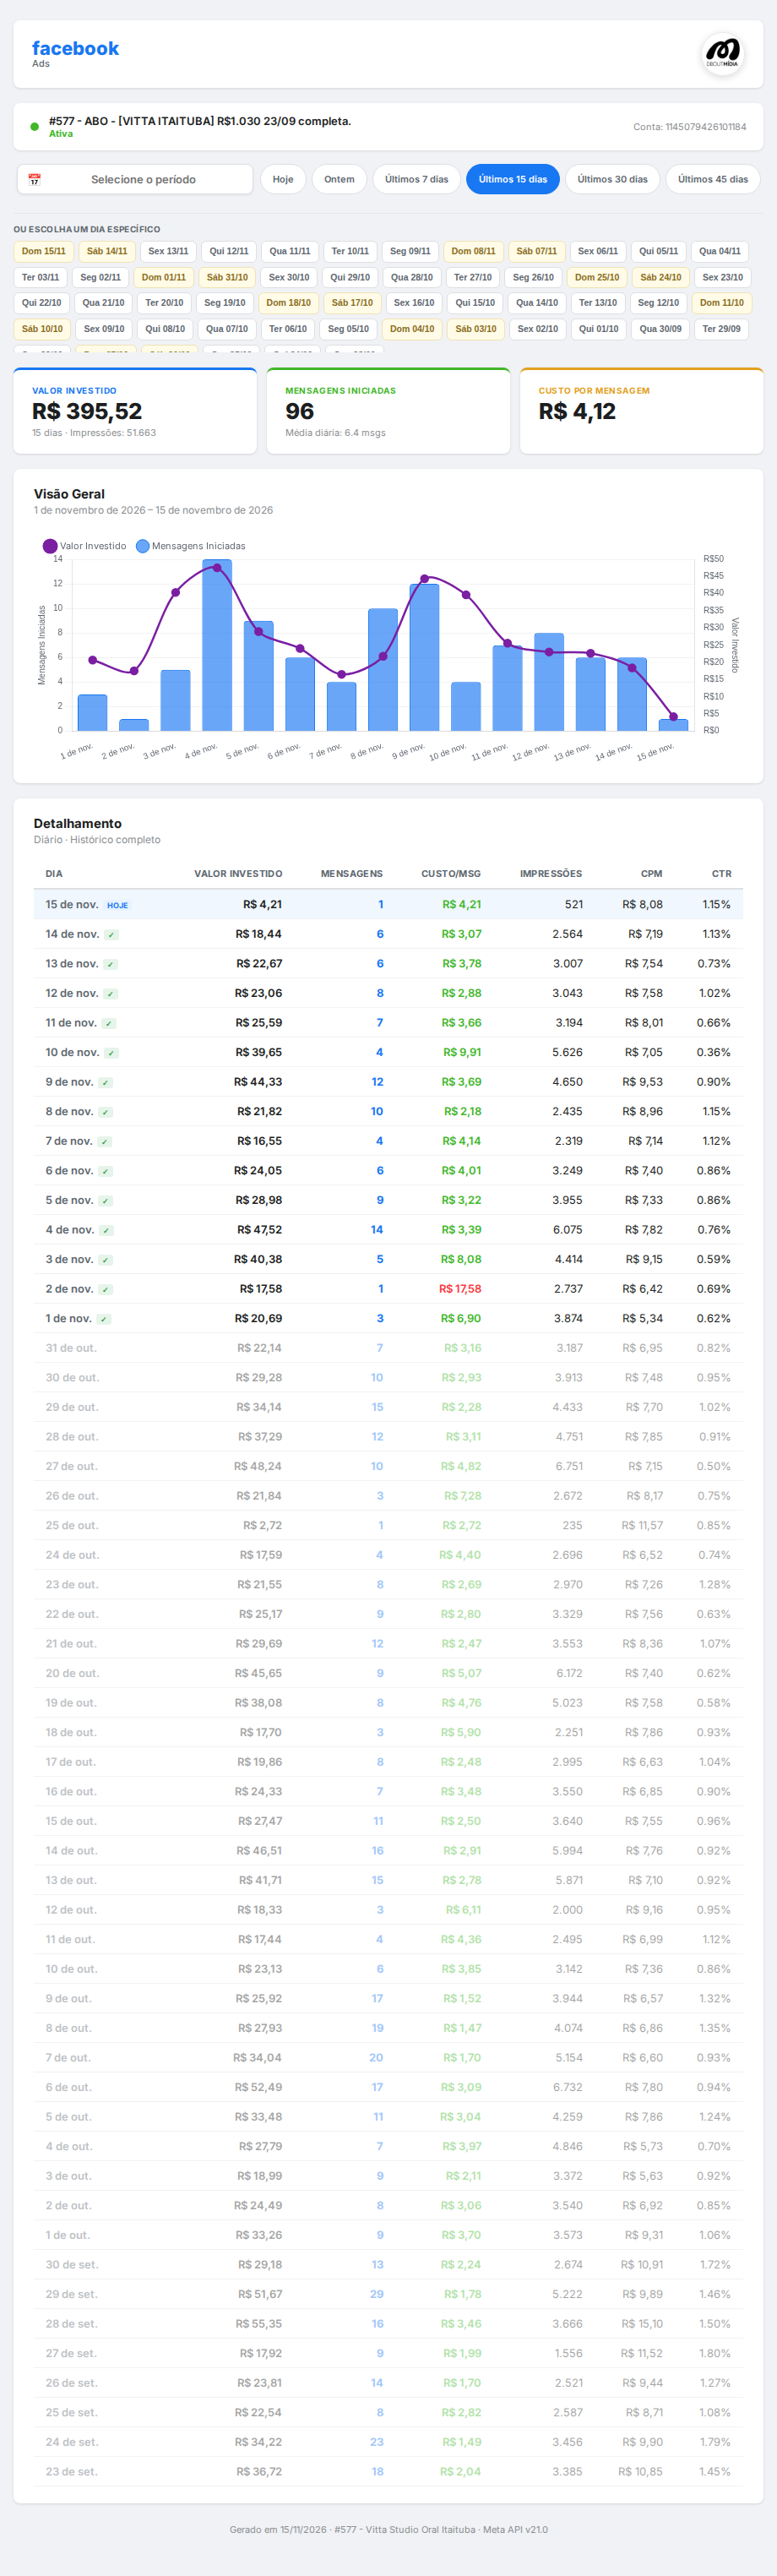 facebook
Ads
ABOUTMÍDIA
#577 - ABO - [VITTA ITAITUBA] R$1.030 23/09 completa.
Ativa
Conta: 1145079426101184
Selecione o período Hoje Ontem Últimos 7 dias Últimos 15 dias Últimos 30 dias Últimos 45 dias
OU ESCOLHA UM DIA ESPECÍFICO
Dom 15/11 Sáb 14/11 Sex 13/11 Qui 12/11 Qua 11/11 Ter 10/11 Seg 09/11 Dom 08/11 Sáb 07/11 Sex 06/11 Qui 05/11 Qua 04/11
Ter 03/11 Seg 02/11 Dom 01/11 Sáb 31/10 Sex 30/10 Qui 29/10 Qua 28/10 Ter 27/10 Seg 26/10 Dom 25/10 Sáb 24/10 Sex 23/10
Qui 22/10 Qua 21/10 Ter 20/10 Seg 19/10 Dom 18/10 Sáb 17/10 Sex 16/10 Qui 15/10 Qua 14/10 Ter 13/10 Seg 12/10 Dom 11/10
Sáb 10/10 Sex 09/10 Qui 08/10 Qua 07/10 Ter 06/10 Seg 05/10 Dom 04/10 Sáb 03/10 Sex 02/10 Qui 01/10 Qua 30/09 Ter 29/09
VALOR INVESTIDO
R$ 395,52
15 dias · Impressões: 51.663
MENSAGENS INICIADAS
96
Média diária: 6.4 msgs
CUSTO POR MENSAGEM
R$ 4,12
Visão Geral
1 de novembro de 2026 – 15 de novembro de 2026
Valor Investido Mensagens Iniciadas
Mensagens Iniciadas
14
12
10
8
6
4
2
0
R$50
R$45
R$40
R$35
R$30
R$25
R$20
R$15
R$10
R$5
R$0
Valor Investido
1 de nov. 2 de nov. 3 de nov. 4 de nov. 5 de nov. 6 de nov. 7 de nov. 8 de nov. 9 de nov. 10 de nov. 11 de nov. 12 de nov. 13 de nov. 14 de nov. 15 de nov.
Detalhamento
Diário · Histórico completo
DIA VALOR INVESTIDO MENSAGENS CUSTO/MSG IMPRESSÕES CPM CTR
15 de nov. HOJE R$ 4,21 1 R$ 4,21 521 R$ 8,08 1.15%
14 de nov. ✓ R$ 18,44 6 R$ 3,07 2.564 R$ 7,19 1.13%
13 de nov. ✓ R$ 22,67 6 R$ 3,78 3.007 R$ 7,54 0.73%
12 de nov. ✓ R$ 23,06 8 R$ 2,88 3.043 R$ 7,58 1.02%
11 de nov. ✓ R$ 25,59 7 R$ 3,66 3.194 R$ 8,01 0.66%
10 de nov. ✓ R$ 39,65 4 R$ 9,91 5.626 R$ 7,05 0.36%
9 de nov. ✓ R$ 44,33 12 R$ 3,69 4.650 R$ 9,53 0.90%
8 de nov. ✓ R$ 21,82 10 R$ 2,18 2.435 R$ 8,96 1.15%
7 de nov. ✓ R$ 16,55 4 R$ 4,14 2.319 R$ 7,14 1.12%
6 de nov. ✓ R$ 24,05 6 R$ 4,01 3.249 R$ 7,40 0.86%
5 de nov. ✓ R$ 28,98 9 R$ 3,22 3.955 R$ 7,33 0.86%
4 de nov. ✓ R$ 47,52 14 R$ 3,39 6.075 R$ 7,82 0.76%
3 de nov. ✓ R$ 40,38 5 R$ 8,08 4.414 R$ 9,15 0.59%
2 de nov. ✓ R$ 17,58 1 R$ 17,58 2.737 R$ 6,42 0.69%
1 de nov. ✓ R$ 20,69 3 R$ 6,90 3.874 R$ 5,34 0.62%
31 de out. R$ 22,14 7 R$ 3,16 3.187 R$ 6,95 0.82%
30 de out. R$ 29,28 10 R$ 2,93 3.913 R$ 7,48 0.95%
29 de out. R$ 34,14 15 R$ 2,28 4.433 R$ 7,70 1.02%
28 de out. R$ 37,29 12 R$ 3,11 4.751 R$ 7,85 0.91%
27 de out. R$ 48,24 10 R$ 4,82 6.751 R$ 7,15 0.50%
26 de out. R$ 21,84 3 R$ 7,28 2.672 R$ 8,17 0.75%
25 de out. R$ 2,72 1 R$ 2,72 235 R$ 11,57 0.85%
24 de out. R$ 17,59 4 R$ 4,40 2.696 R$ 6,52 0.74%
23 de out. R$ 21,55 8 R$ 2,69 2.970 R$ 7,26 1.28%
22 de out. R$ 25,17 9 R$ 2,80 3.329 R$ 7,56 0.63%
21 de out. R$ 29,69 12 R$ 2,47 3.553 R$ 8,36 1.07%
20 de out. R$ 45,65 9 R$ 5,07 6.172 R$ 7,40 0.62%
19 de out. R$ 38,08 8 R$ 4,76 5.023 R$ 7,58 0.58%
18 de out. R$ 17,70 3 R$ 5,90 2.251 R$ 7,86 0.93%
17 de out. R$ 19,86 8 R$ 2,48 2.995 R$ 6,63 1.04%
16 de out. R$ 24,33 7 R$ 3,48 3.550 R$ 6,85 0.90%
15 de out. R$ 27,47 11 R$ 2,50 3.640 R$ 7,55 0.96%
14 de out. R$ 46,51 16 R$ 2,91 5.994 R$ 7,76 0.92%
13 de out. R$ 41,71 15 R$ 2,78 5.871 R$ 7,10 0.92%
12 de out. R$ 18,33 3 R$ 6,11 2.000 R$ 9,16 0.95%
11 de out. R$ 17,44 4 R$ 4,36 2.495 R$ 6,99 1.12%
10 de out. R$ 23,13 6 R$ 3,85 3.142 R$ 7,36 0.86%
9 de out. R$ 25,92 17 R$ 1,52 3.944 R$ 6,57 1.32%
8 de out. R$ 27,93 19 R$ 1,47 4.074 R$ 6,86 1.35%
7 de out. R$ 34,04 20 R$ 1,70 5.154 R$ 6,60 0.93%
6 de out. R$ 52,49 17 R$ 3,09 6.732 R$ 7,80 0.94%
5 de out. R$ 33,48 11 R$ 3,04 4.259 R$ 7,86 1.24%
4 de out. R$ 27,79 7 R$ 3,97 4.846 R$ 5,73 0.70%
3 de out. R$ 18,99 9 R$ 2,11 3.372 R$ 5,63 0.92%
2 de out. R$ 24,49 8 R$ 3,06 3.540 R$ 6,92 0.85%
1 de out. R$ 33,26 9 R$ 3,70 3.573 R$ 9,31 1.06%
30 de set. R$ 29,18 13 R$ 2,24 2.674 R$ 10,91 1.72%
29 de set. R$ 51,67 29 R$ 1,78 5.222 R$ 9,89 1.46%
28 de set. R$ 55,35 16 R$ 3,46 3.666 R$ 15,10 1.50%
27 de set. R$ 17,92 9 R$ 1,99 1.556 R$ 11,52 1.80%
26 de set. R$ 23,81 14 R$ 1,70 2.521 R$ 9,44 1.27%
25 de set. R$ 22,54 8 R$ 2,82 2.587 R$ 8,71 1.08%
24 de set. R$ 34,22 23 R$ 1,49 3.456 R$ 9,90 1.79%
23 de set. R$ 36,72 18 R$ 2,04 3.385 R$ 10,85 1.45%
Gerado em 15/11/2026 · #577 - Vitta Studio Oral Itaituba · Meta API v21.0